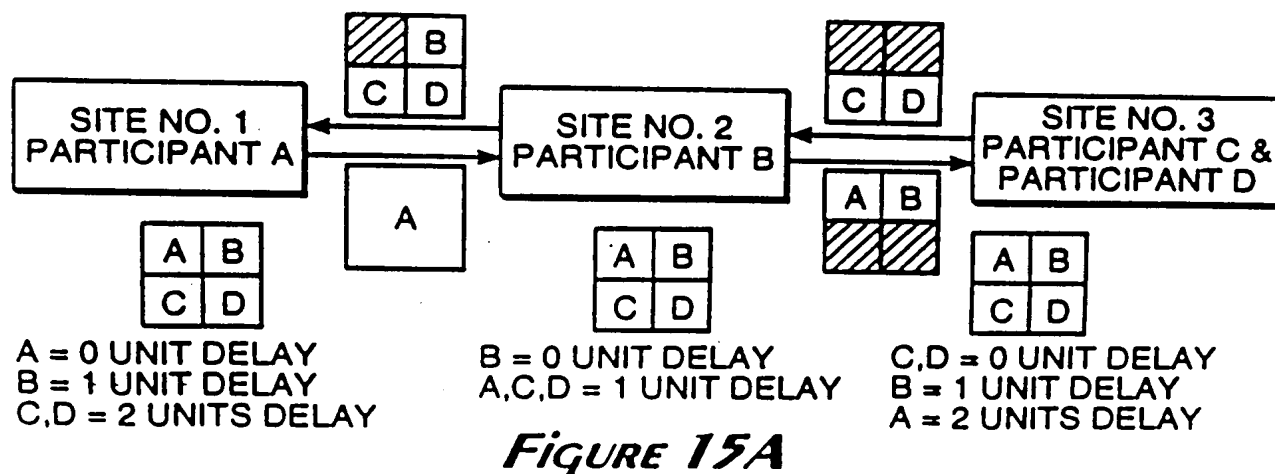 B
C D
C D
SITE NO. 1
PARTICIPANT A
SITE NO. 2
PARTICIPANT B
SITE NO. 3
PARTICIPANT C &
PARTICIPANT D
A
A B
A B
C D
A B
C D
A B
C D
A = 0 UNIT DELAY
B = 1 UNIT DELAY
C,D = 2 UNITS DELAY
B = 0 UNIT DELAY
A,C,D = 1 UNIT DELAY
C,D = 0 UNIT DELAY
B = 1 UNIT DELAY
A = 2 UNITS DELAY
FIGURE 15A